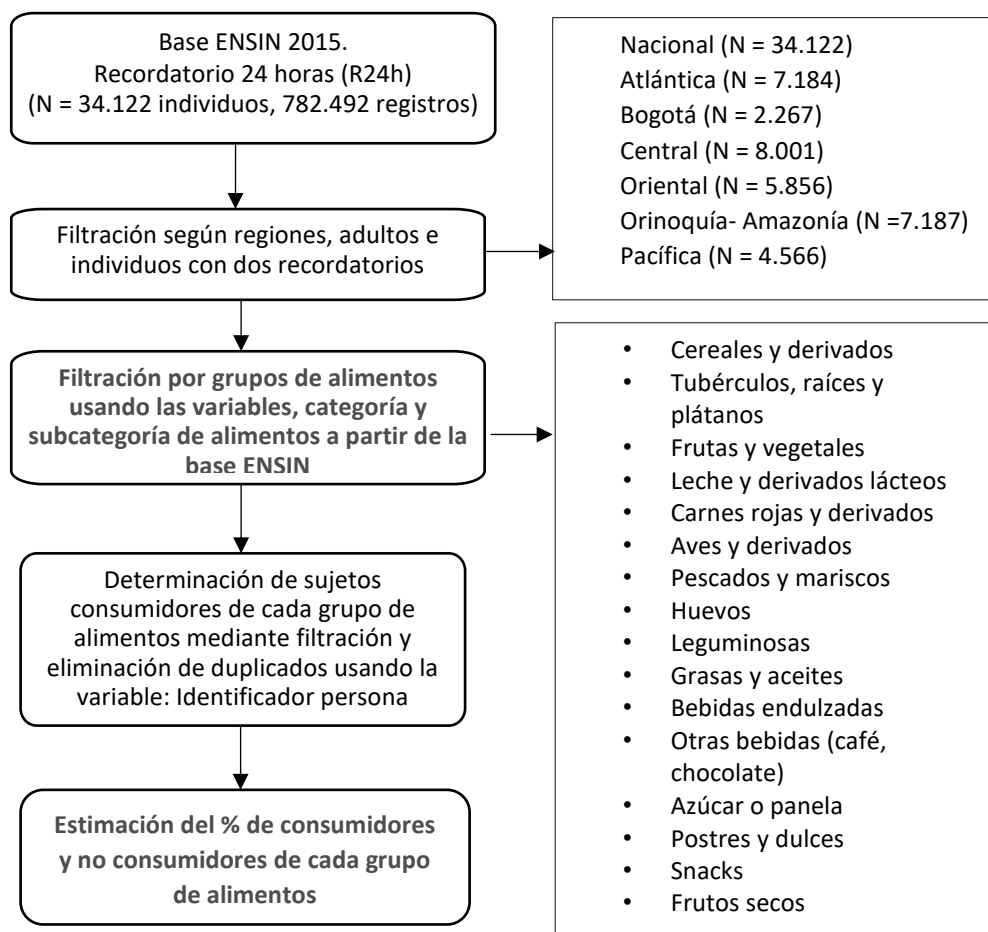 Base ENSIN 2015.
Recordatorio 24 horas (R24h)
(N = 34.122 individuos, 782.492 registros)
Nacional (N = 34.122)
Atlántica (N = 7.184)
Bogotá (N = 2.267)
Central (N = 8.001)
Oriental (N = 5.856)
Orinoquía- Amazonía (N =7.187)
Pacífica (N = 4.566)
Filtración según regiones, adultos e
individuos con dos recordatorios
Filtración por grupos de alimentos
usando las variables, categoría y
subcategoría de alimentos a partir de la
base ENSIN
• Cereales y derivados
• Tubérculos, raíces y
plátanos
• Frutas y vegetales
• Leche y derivados lácteos
• Carnes rojas y derivados
• Aves y derivados
• Pescados y mariscos
• Huevos
• Leguminosas
• Grasas y aceites
• Bebidas endulzadas
• Otras bebidas (café,
chocolate)
• Azúcar o panela
• Postres y dulces
• Snacks
• Frutos secos
Determinación de sujetos
consumidores de cada grupo de
alimentos mediante filtración y
eliminación de duplicados usando la
variable: Identificador persona
Estimación del % de consumidores
y no consumidores de cada grupo
de alimentos